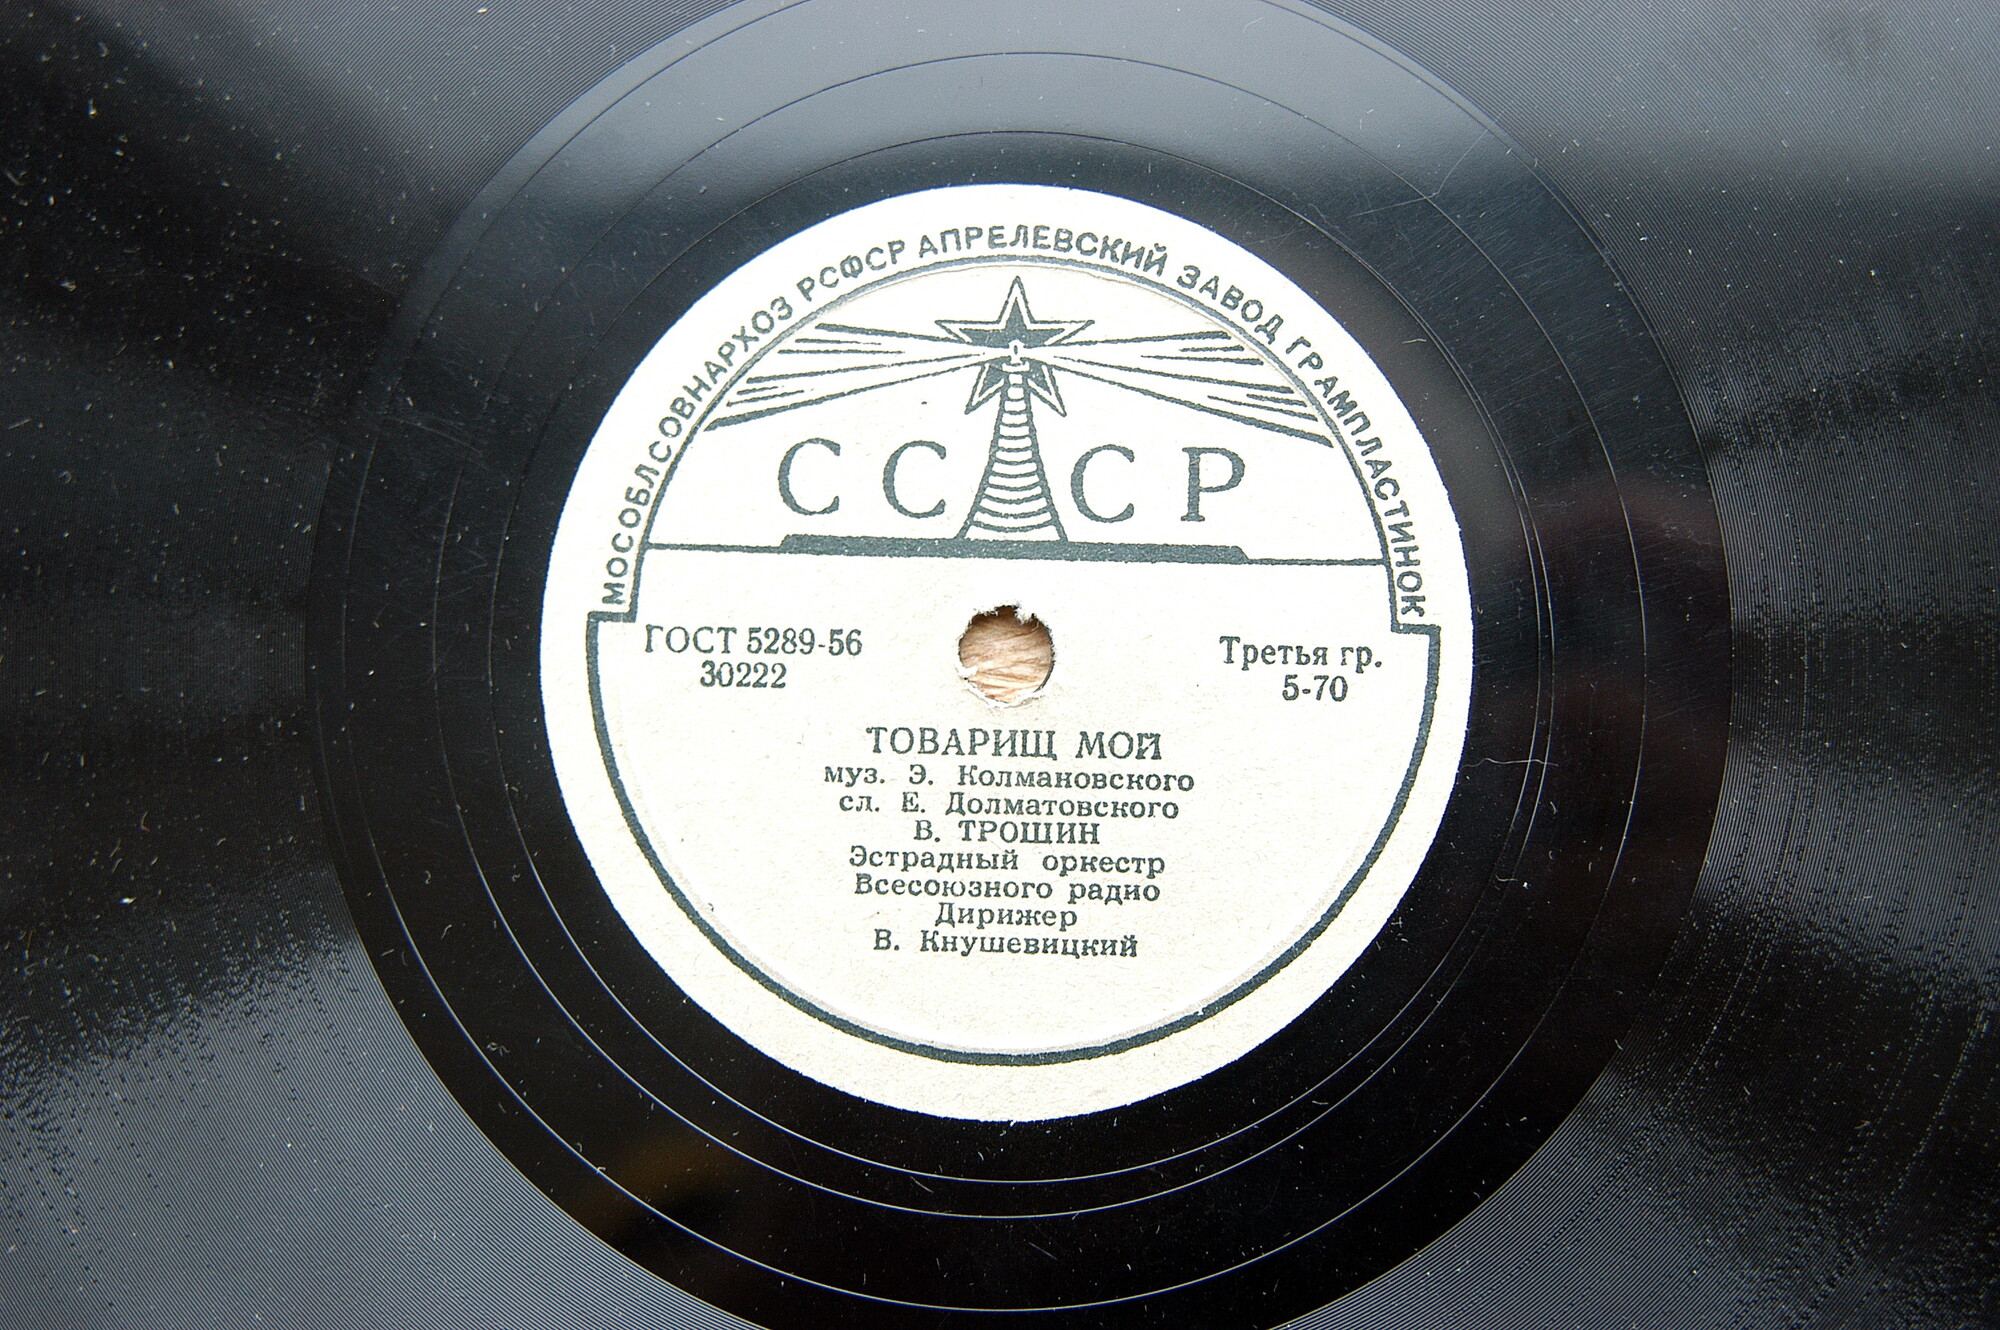 МОСОБЛСОВНАРХОЗ РСФСР АПРЕЛЕВСКИЙ ЗАВОД ГРАМПЛАСТИНОК
СССР
ГОСТ 5289-56
30222
Третья гр.
5-70
ТОВАРИЩ МОЙ
муз. Э. Колмановского
сл. Е. Долматовского
В. ТРОШИН
Эстрадный оркестр
Всесоюзного радио
Дирижер
В. Кнушевицкий